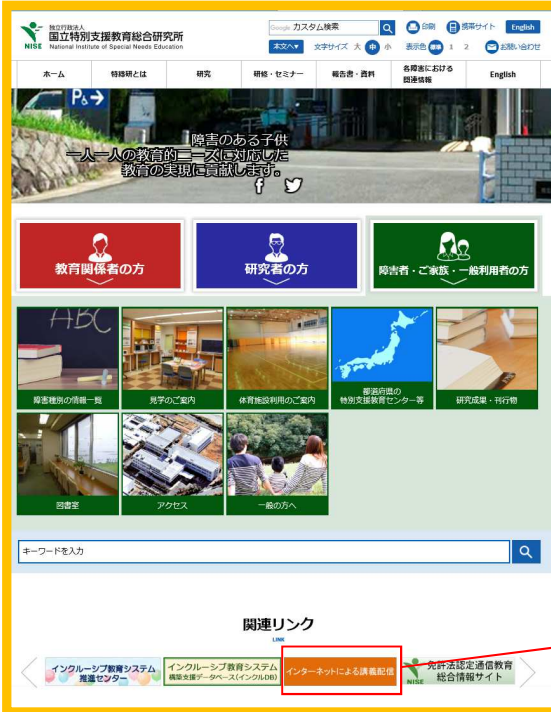 独立行政法人
国立特別支援教育総合研究所
NISE National Institute of Special Needs Education
Google カスタム検索
印刷
携帯サイト
English
本文へ▼
文字サイズ 大 中 小
表示色 標準 1 2
お問い合わせ
ホーム
特総研とは
研究
研修・セミナー
報告書・資料
各障害における
関連情報
English
P
障害のある子供
一人一人の教育的ニーズに対応した
教育の実現に貢献します。
教育関係者の方
研究者の方
障害者・ご家族・一般利用者の方
ABC
障害種別の情報一覧
見学のご案内
体育施設利用のご案内
都道府県の
特別支援教育センター等
研究成果・刊行物
図書室
アクセス
一般の方へ
キーワードを入力
関連リンク
LINK
インクルーシブ教育システム
推進センター
インクルーシブ教育システム
構築支援データベース(インクルDB)
インターネットによる講義配信
NISE
免許法認定通信教育
総合情報サイト